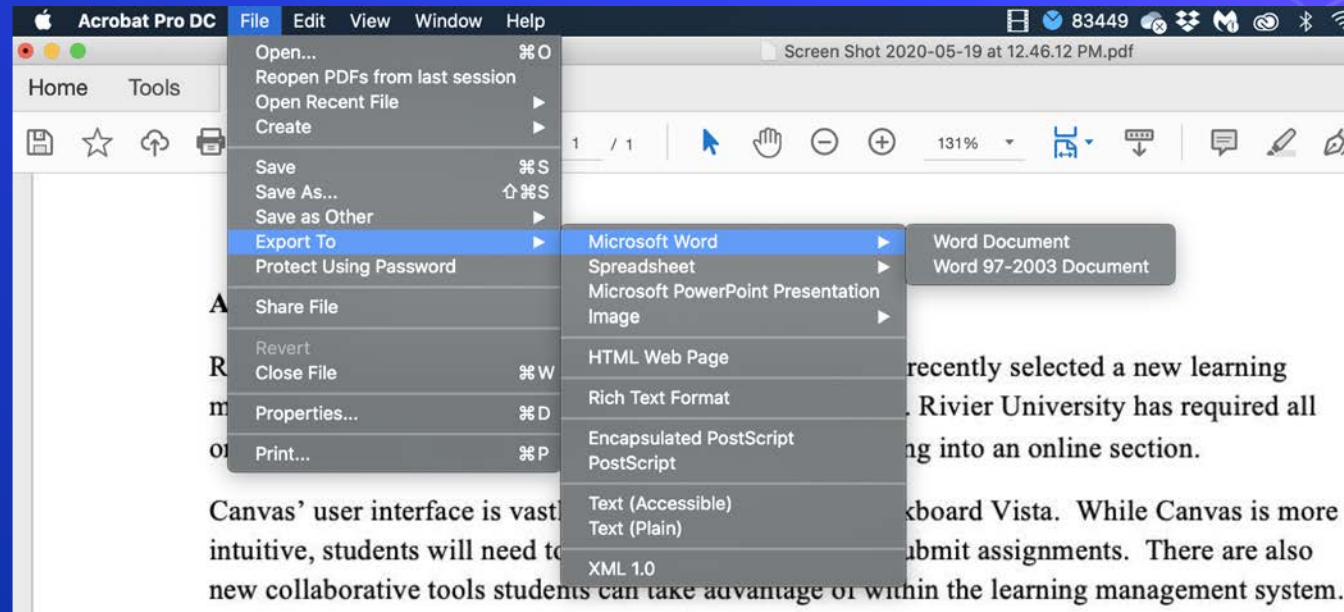 Acrobat Pro DC File Edit View Window Help 83449
Screen Shot 2020-05-19 at 12.46.12 PM.pdf
Home Tools
1 / 1 131%
Open... ⌘O
Reopen PDFs from last session
Open Recent File ▶
Create ▶
Save ⌘S
Save As... ⇧⌘S
Save as Other ▶
Export To ▶
Protect Using Password
Share File
Revert
Close File ⌘W
Properties... ⌘D
Print... ⌘P
Microsoft Word ▶
Spreadsheet ▶
Microsoft PowerPoint Presentation
Image ▶
HTML Web Page
Rich Text Format
Encapsulated PostScript
PostScript
Text (Accessible)
Text (Plain)
XML 1.0
Word Document
Word 97-2003 Document
A
R recently selected a new learning
m . Rivier University has required all
ng into an online section.
Canvas' user interface is vastl kboard Vista. While Canvas is more
intuitive, students will need to ubmit assignments. There are also
new collaborative tools students can take advantage of within the learning management system.